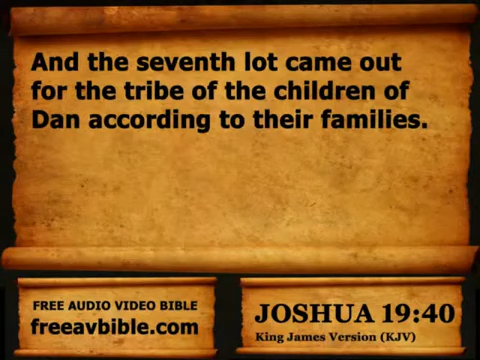 And the seventh lot came out
for the tribe of the children of
Dan according to their families.
FREE AUDIO VIDEO BIBLE
freeavbible.com
JOSHUA 19:40
King James Version (KJV)